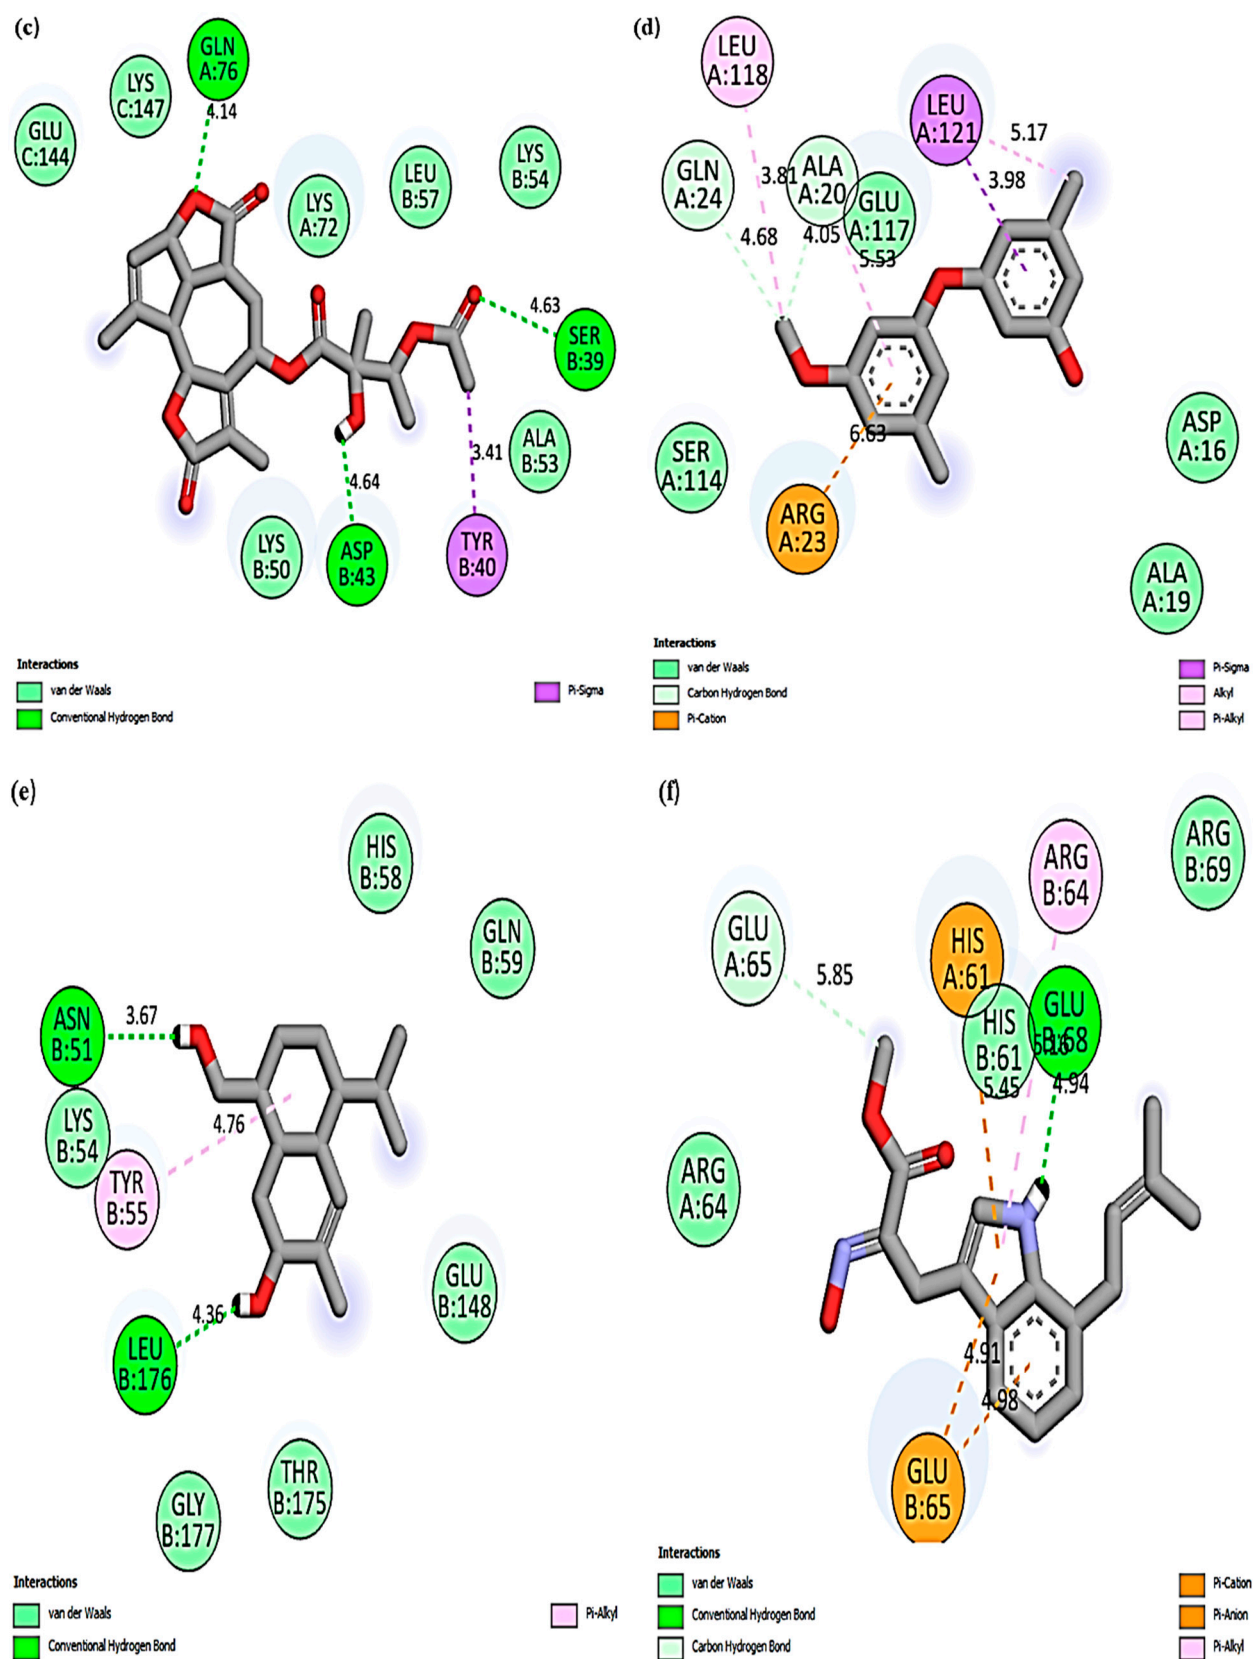 (c)
GLN
A:76
LYS
C:147
4.14
GLU
C:144
LYS
A:72
LEU
B:57
LYS
B:54
4.63
SER
B:39
ALA
B:53
3.41
4.64
LYS
B:50
ASP
B:43
TYR
B:40
Interactions
van der Waals
Conventional Hydrogen Bond
Pi-Sigma
(d)
LEU
A:118
LEU
A:121
5.17
GLN
A:24
3.81
ALA
A:20
3.98
GLU
A:117
4.68
4.05
5.53
SER
A:114
6.63
ARG
A:23
ASP
A:16
ALA
A:19
Interactions
van der Waals
Carbon Hydrogen Bond
Pi-Cation
Pi-Sigma
Alkyl
Pi-Alkyl
(e)
HIS
B:58
GLN
B:59
ASN
B:51
3.67
LYS
B:54
4.76
TYR
B:55
GLU
B:148
4.36
LEU
B:176
THR
B:175
GLY
B:177
Interactions
van der Waals
Conventional Hydrogen Bond
Pi-Alkyl
(f)
ARG
B:64
ARG
B:69
GLU
A:65
HIS
A:61
5.85
HIS
B:61
GLU
B:68
5.16
5.45
4.94
ARG
A:64
4.91
4.98
GLU
B:65
Interactions
van der Waals
Conventional Hydrogen Bond
Carbon Hydrogen Bond
Pi-Cation
Pi-Anion
Pi-Alkyl